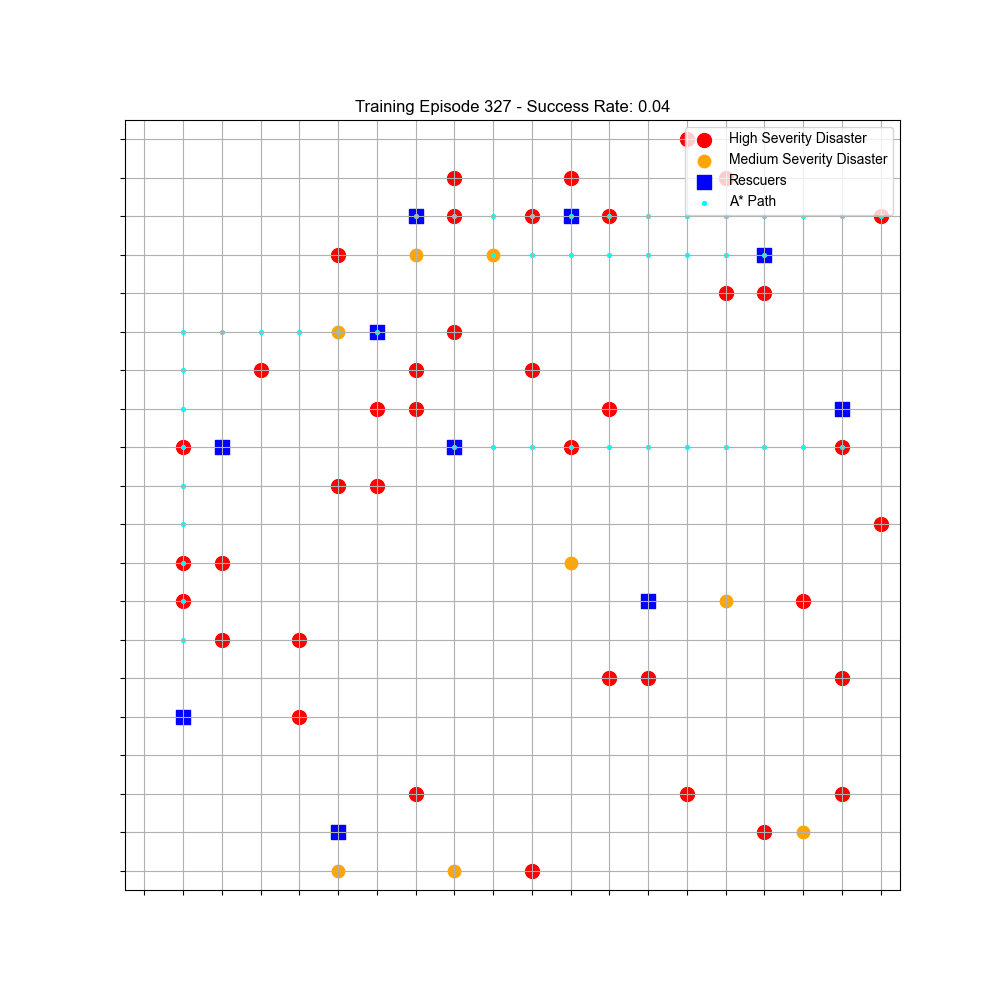 Training Episode 327 - Success Rate: 0.04
High Severity Disaster
Medium Severity Disaster
Rescuers
A* Path